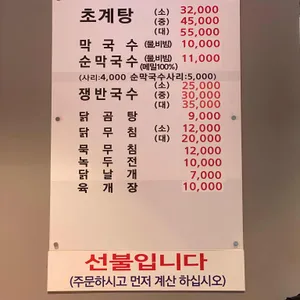 초계탕 (소) 32,000
(중) 45,000
(대) 55,000
막국수 (물,비빔) 10,000
순막국수 (물,비빔) (메밀100%) 11,000
(사리:4,000 순막국수사리:5,000)
쟁반국수 (소) 25,000
(중) 30,000
(대) 35,000
닭곰탕 9,000
닭무침 (소) 12,000
(대) 20,000
묵무침 12,000
녹두전 10,000
닭날개 7,000
육개장 10,000
선불입니다
(주문하시고 먼저 계산 하십시오)